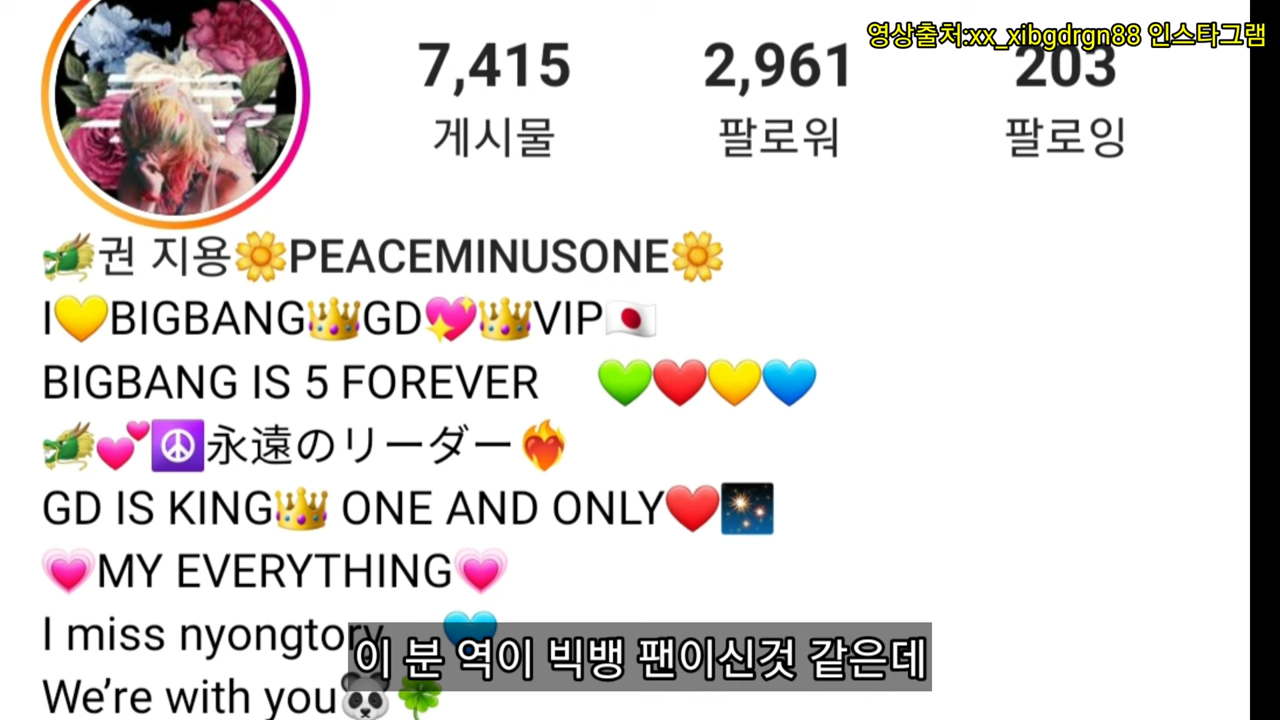 영상출처:xx_xibgdrgn88 인스타그램
7,415 2,961 203
게시물 팔로워 팔로잉
🐲권 지용🌼PEACEMINUSONE🌼
I💛BIGBANG👑GD💖👑VIP🇯🇵
BIGBANG IS 5 FOREVER 💚❤️💛💙
🐲💕☮️永遠のリーダー❤️‍🔥
GD IS KING👑 ONE AND ONLY❤️🎇
💗MY EVERYTHING💗
I miss nyongtory 💙
We’re with you🐼🍀
이 분 역이 빅뱅 팬이신것 같은데